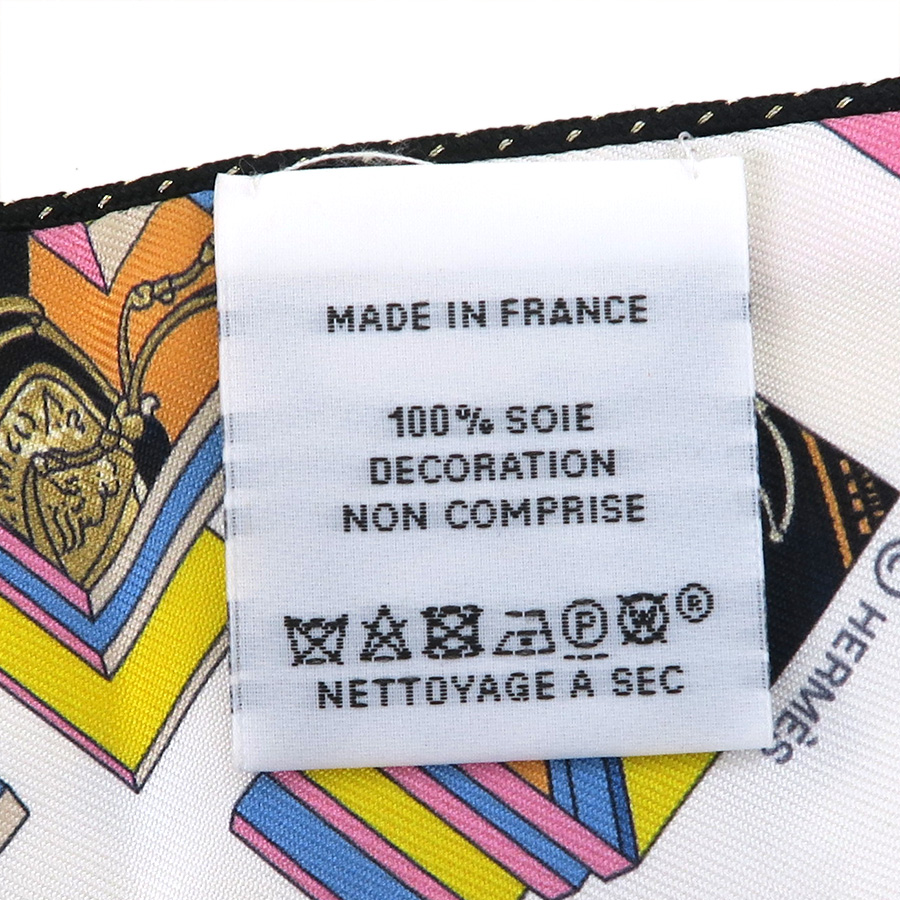 MADE IN FRANCE
100% SOIE
DECORATION
NON COMPRISE
P W ®
NETTOYAGE A SEC
© HERMÈS